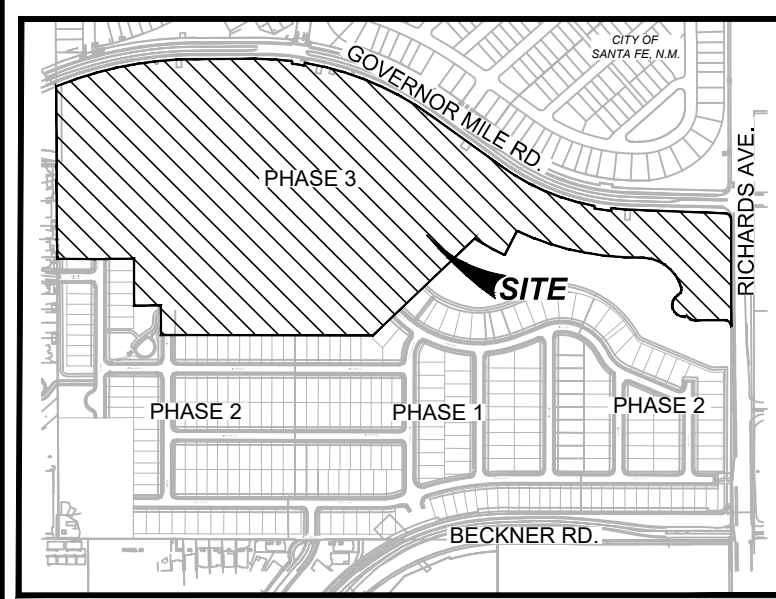 CITY OF
SANTA FE, N.M.
GOVERNOR MILE RD.
RICHARDS AVE.
PHASE 3
SITE
PHASE 2
PHASE 1
PHASE 2
BECKNER RD.